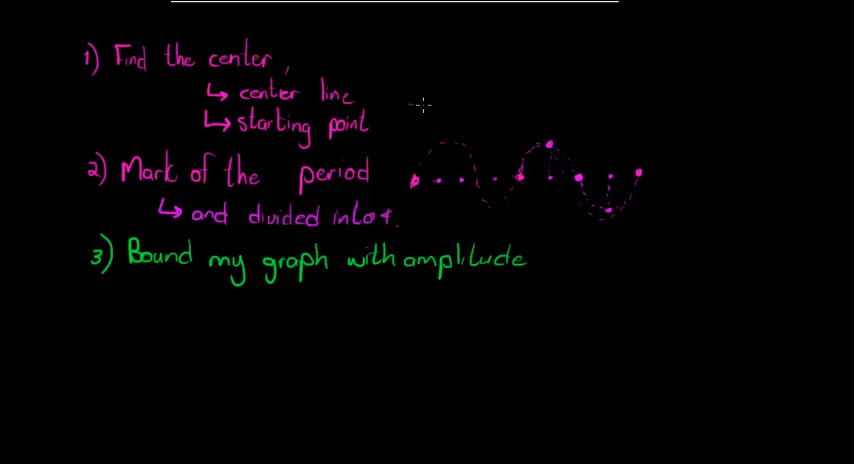 1) Find the center,
↳ center line
↳ starting point.
2) Mark of the period
↳ and divided into 4.
3) Bound my graph with amplitude